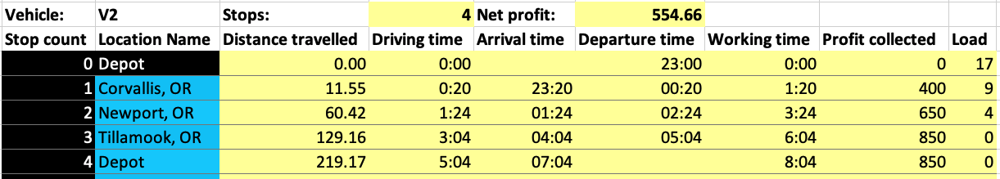 Vehicle: V2 Stops: 4 Net profit: 554.66
Stop count Location Name Distance travelled Driving time Arrival time Departure time Working time Profit collected Load
0 Depot 0.00 0:00 23:00 0:00 0 17
1 Corvallis, OR 11.55 0:20 23:20 00:20 1:20 400 9
2 Newport, OR 60.42 1:24 01:24 02:24 3:24 650 4
3 Tillamook, OR 129.16 3:04 04:04 05:04 6:04 850 0
4 Depot 219.17 5:04 07:04 8:04 850 0